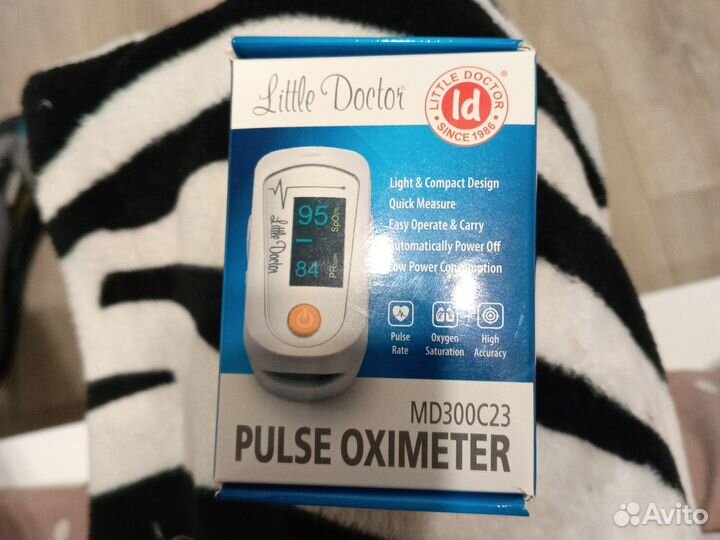 Little Doctor®
LITTLE DOCTOR®
ld
SINCE 1986
Light & Compact Design
Quick Measure
Easy Operate & Carry
Automatically Power Off
Low Power Consumption
95
SpO₂
84
PRbpm
Little Doctor
Pulse
Rate
Oxygen
Saturation
High
Accuracy
MD300C23
PULSE OXIMETER
Avito